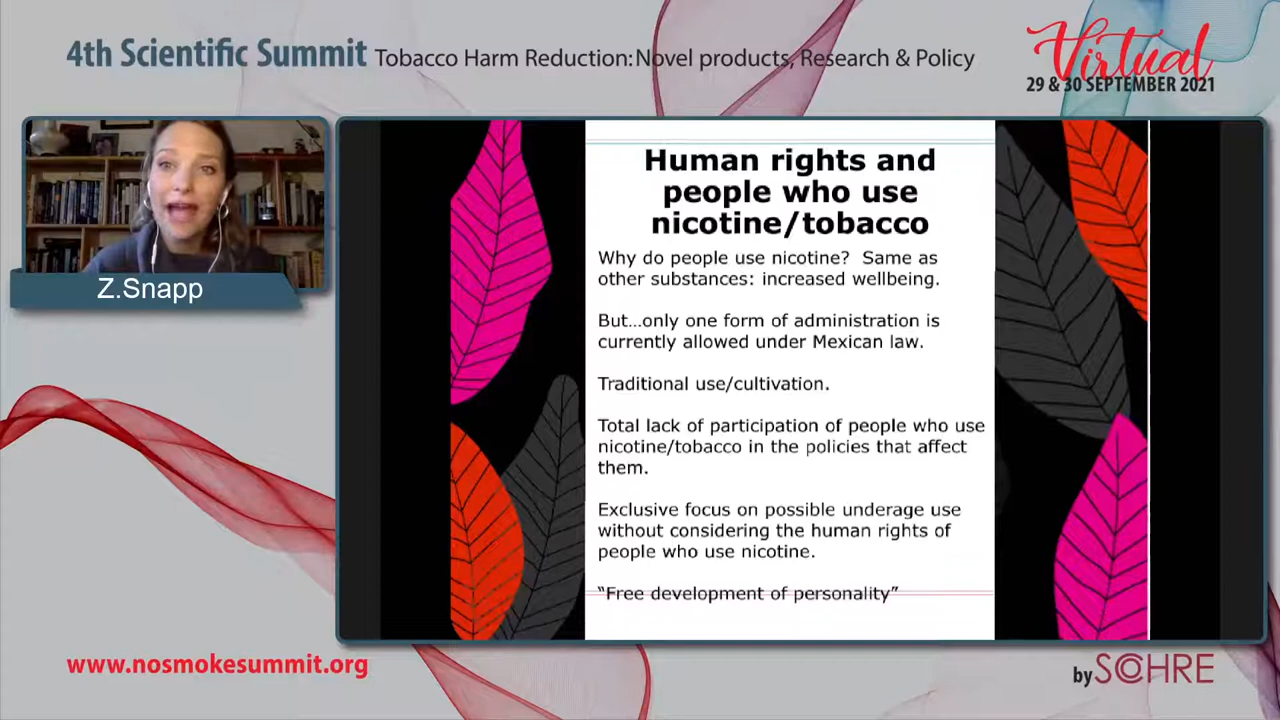 4th Scientific Summit Tobacco Harm Reduction: Novel products, Research & Policy
Virtual
29 & 30 SEPTEMBER 2021
Z.Snapp
Human rights and
people who use
nicotine/tobacco
Why do people use nicotine? Same as
other substances: increased wellbeing.
But...only one form of administration is
currently allowed under Mexican law.
Traditional use/cultivation.
Total lack of participation of people who use
nicotine/tobacco in the policies that affect
them.
Exclusive focus on possible underage use
without considering the human rights of
people who use nicotine.
“Free development of personality”
www.nosmokesummit.org
by SCOHRE